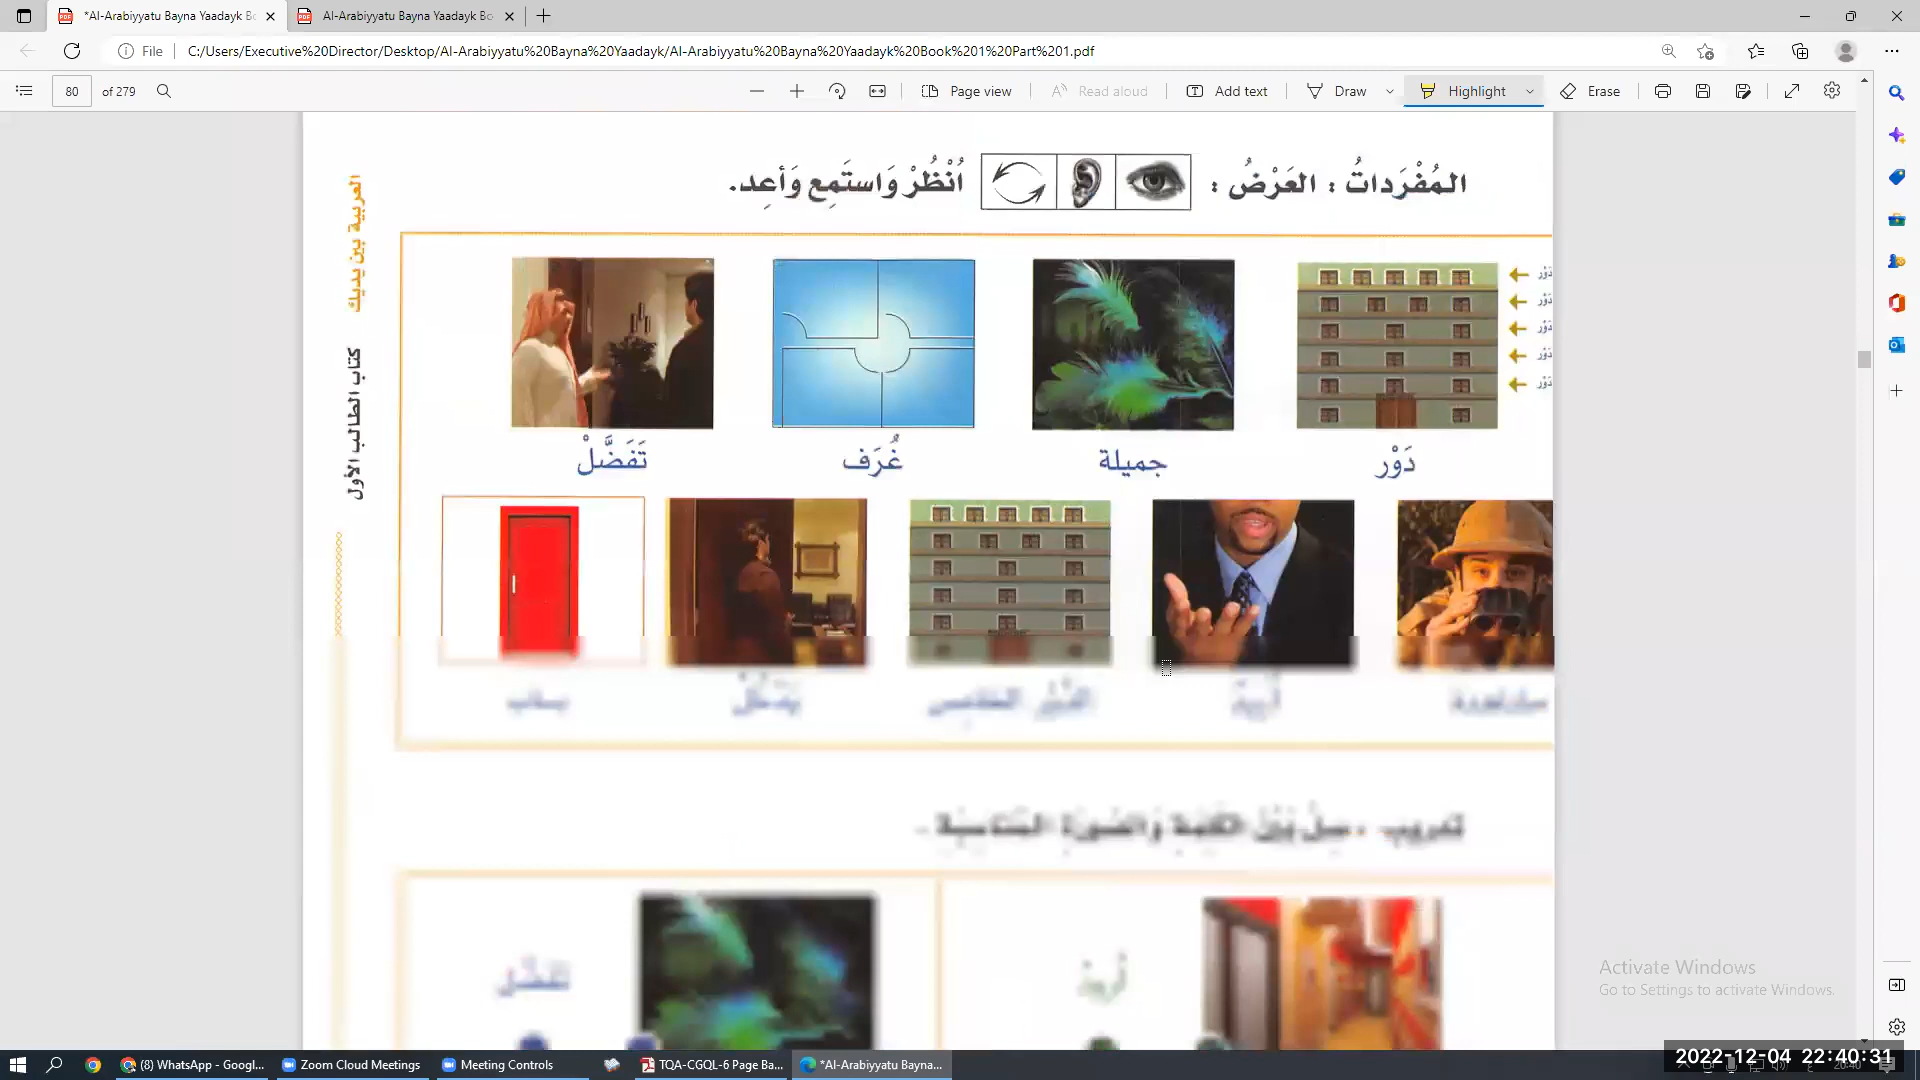 *Al-Arabiyyatu Bayna Yaadayk Bo
Al-Arabiyyatu Bayna Yaadayk Bo
File
C:/Users/Executive%20Director/Desktop/Al-Arabiyyatu%20Bayna%20Yaadayk/Al-Arabiyyatu%20Bayna%20Yaadayk%20Book%201%20Part%201.pdf
80 of 279
Page view
Read aloud
Add text
Draw
Highlight
Erase
المُفْرَداتُ : العَرْضُ :
اُنْظُرْ وَاستَمِع وَأعِد.
العربية بين يديك
كتاب الطالب الأول
دَوْر
دَوْر
دَوْر
دَوْر
دَوْر
دَوْر
جميلة
غُرَف
تَفَضَّلْ
Activate Windows
Go to Settings to activate Windows.
(8) WhatsApp - Googl...
Zoom Cloud Meetings
Meeting Controls
TQA-CGQL-6 Page Ba...
*Al-Arabiyyatu Bayna...
2022-12-04 22:40:31